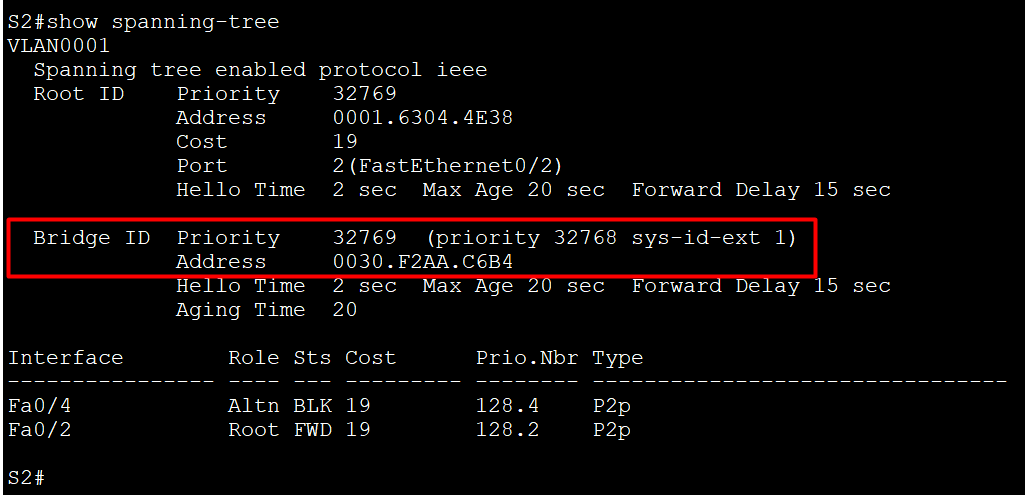 S2#show spanning-tree
VLAN0001
  Spanning tree enabled protocol ieee
  Root ID    Priority    32769
             Address     0001.6304.4E38
             Cost        19
             Port        2(FastEthernet0/2)
             Hello Time  2 sec  Max Age 20 sec  Forward Delay 15 sec
  Bridge ID  Priority    32769  (priority 32768 sys-id-ext 1)
             Address     0030.F2AA.C6B4
             Hello Time  2 sec  Max Age 20 sec  Forward Delay 15 sec
             Aging Time  20
Interface        Role Sts Cost      Prio.Nbr Type
---------------- ---- --- --------- -------- --------------------------------
Fa0/4            Altn BLK 19        128.4    P2p
Fa0/2            Root FWD 19        128.2    P2p
S2#